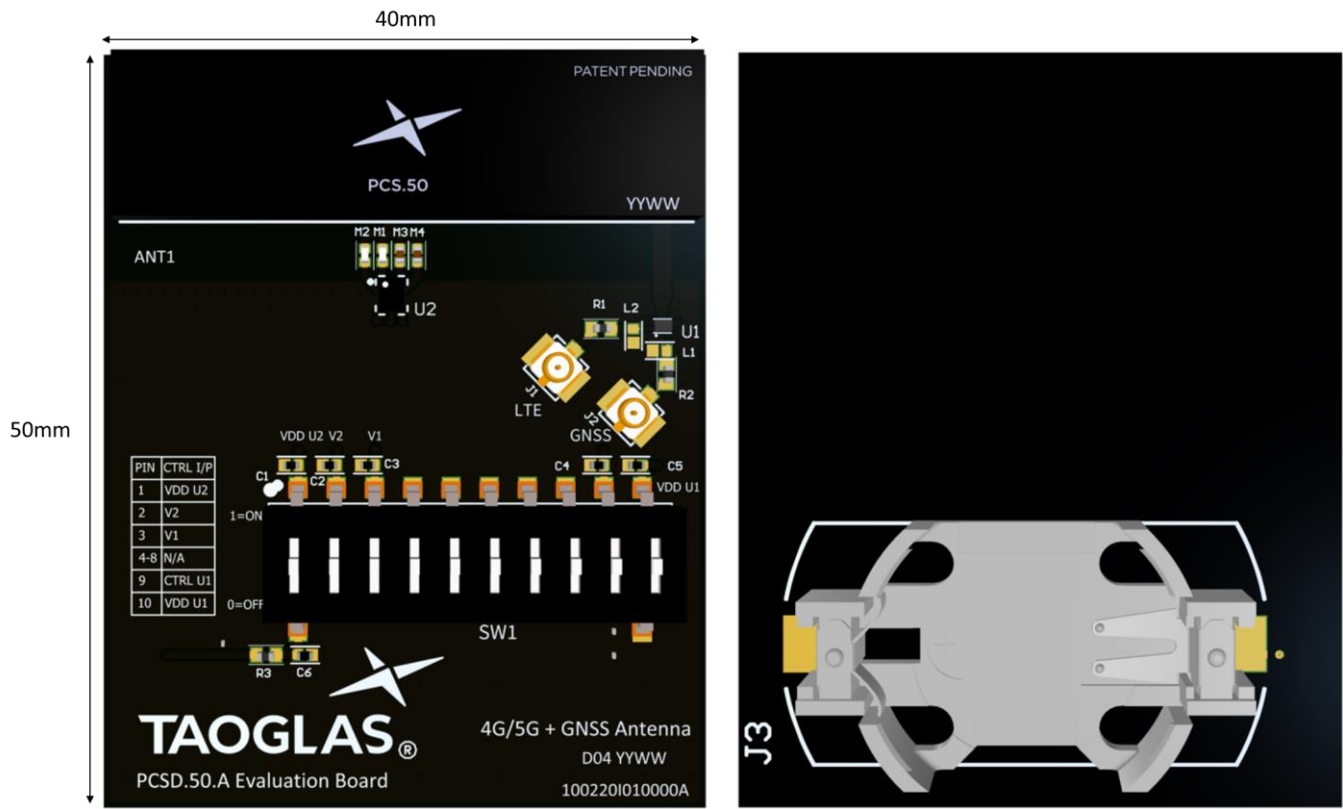 40mm
50mm
PATENT PENDING
PCS.50
YYWW
ANT1
M2 M1 M3 M4
U2
R1 L2
U1
L1
R2
J1
LTE
J2
GNSS
VDD U2 V2 V1
C1
C2
C3
C4
C5
VDD U1
PIN CTRL I/P
1 VDD U2
2 V2
3 V1
4-8 N/A
9 CTRL U1
10 VDD U1
1=ON
0=OFF
SW1
R3 C6
TAOGLAS®
PCSD.50.A Evaluation Board
4G/5G + GNSS Antenna
D04 YYWW
100220I010000A
J3